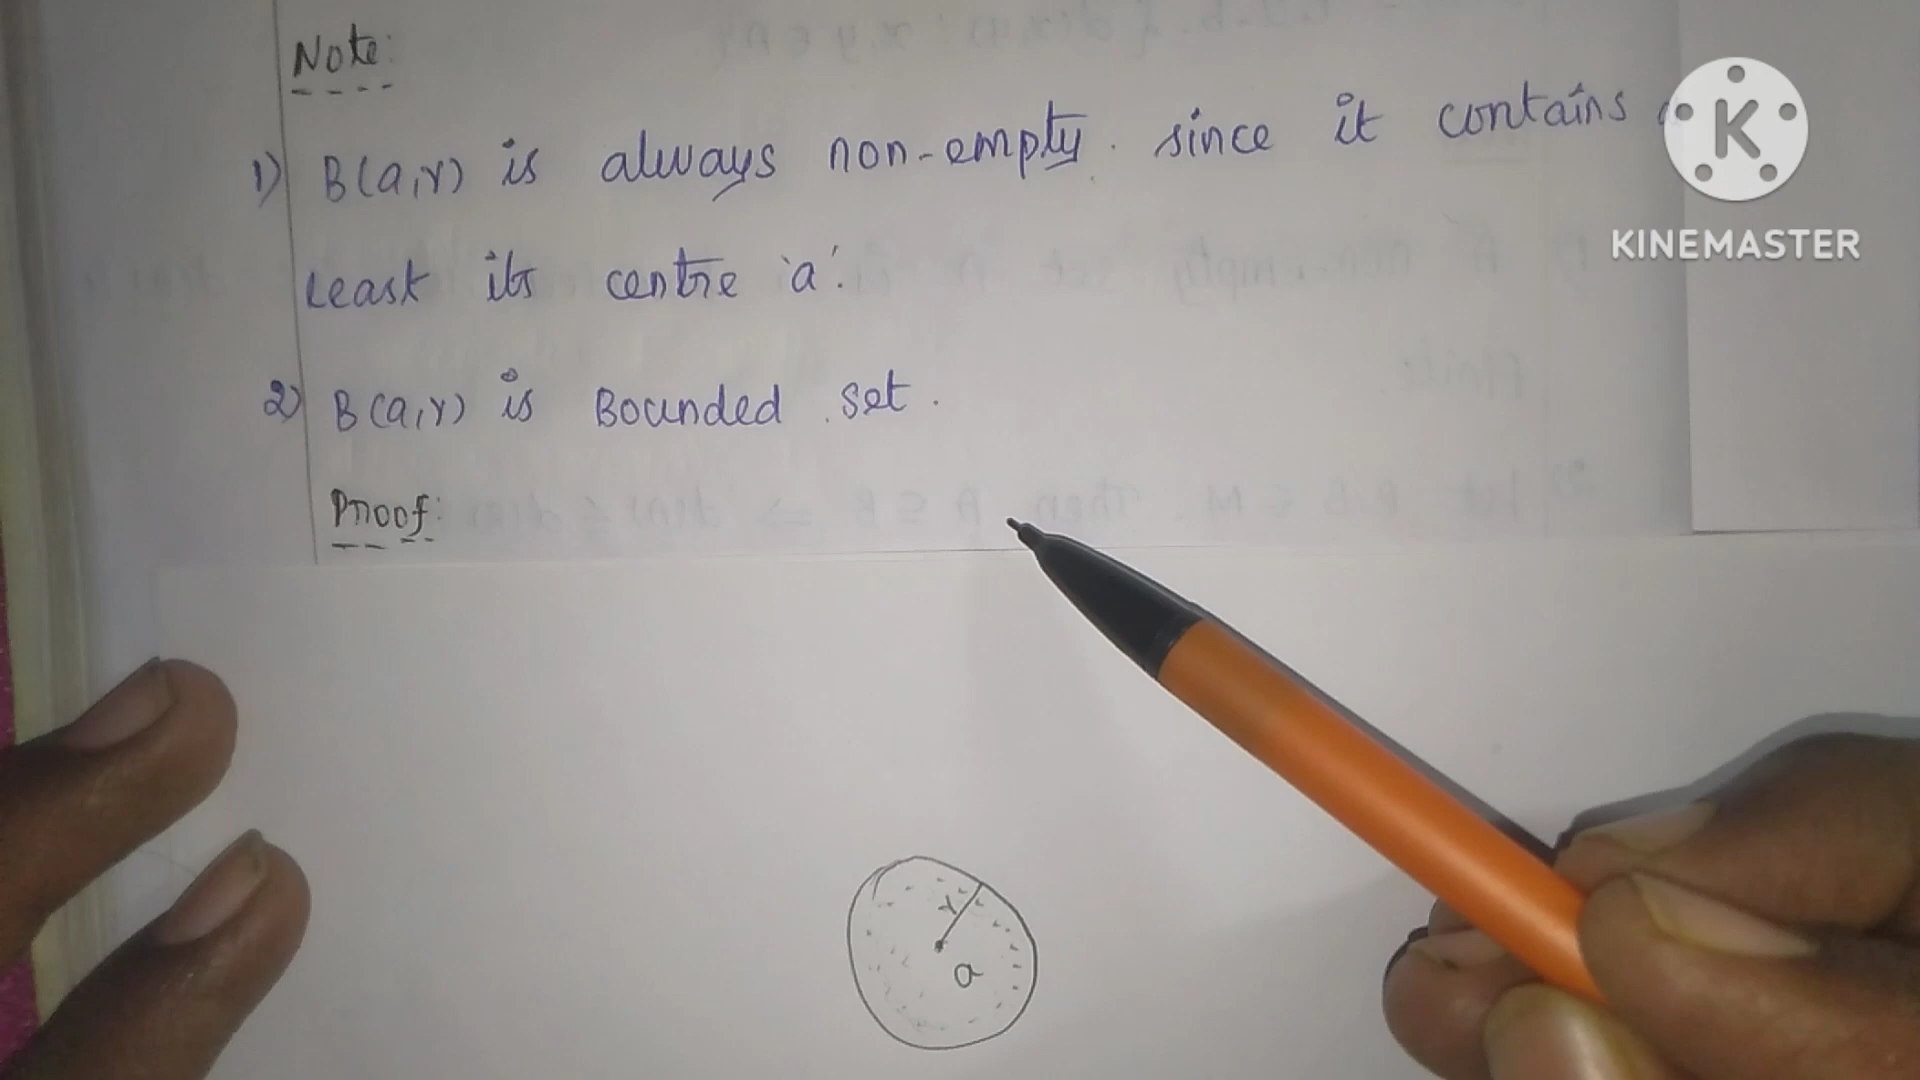 Note:
1) B(a,r) is always non-empty. since it contains
Least its centre 'a'.
2) B(a,r) is Bounded set.
Proof:
r
a
K
KINEMASTER